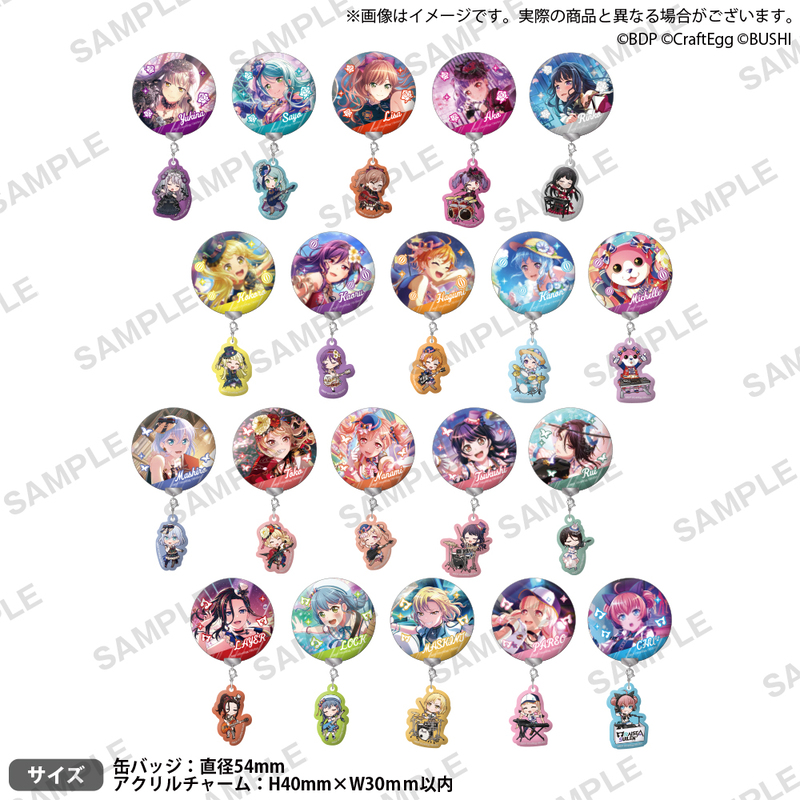 ※画像はイメージです。実際の商品と異なる場合がございます。
©BDP ©CraftEgg ©BUSHI
Yukina
Sayo
Lisa
Ako
Rinko
Kokoro
Kaoru
Hagumi
Kanon
Michelle
Mashiro
Toko
Nanami
Tsukushi
Rui
LAYER
LOCK
MASKING
PAREO
CHU²
サイズ
缶バッジ：直径54mm
アクリルチャーム：H40mm×W30mm以内
SAMPLE